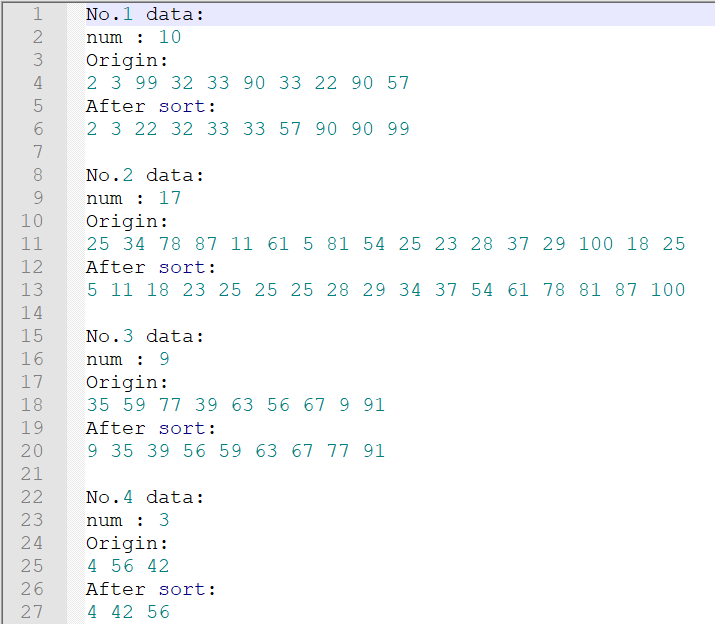 1 No.1 data:
2 num : 10
3 Origin:
4 2 3 99 32 33 90 33 22 90 57
5 After sort:
6 2 3 22 32 33 33 57 90 90 99
7
8 No.2 data:
9 num : 17
10 Origin:
11 25 34 78 87 11 61 5 81 54 25 23 28 37 29 100 18 25
12 After sort:
13 5 11 18 23 25 25 25 28 29 34 37 54 61 78 81 87 100
14
15 No.3 data:
16 num : 9
17 Origin:
18 35 59 77 39 63 56 67 9 91
19 After sort:
20 9 35 39 56 59 63 67 77 91
21
22 No.4 data:
23 num : 3
24 Origin:
25 4 56 42
26 After sort:
27 4 42 56